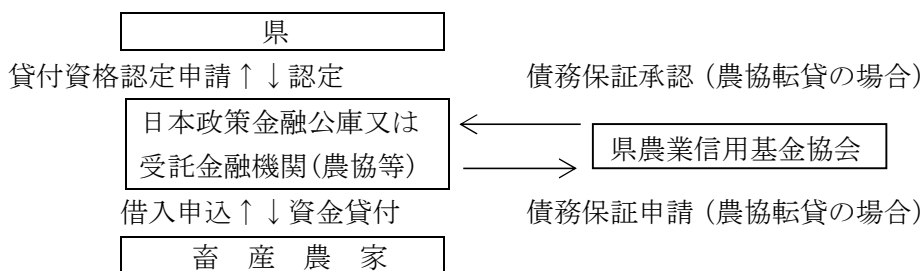 県
貸付資格認定申請↑↓認定
債務保証承認（農協転貸の場合）
日本政策金融公庫又は
受託金融機関(農協等)
県農業信用基金協会
借入申込↑↓資金貸付
債務保証申請（農協転貸の場合）
畜　産　農　家